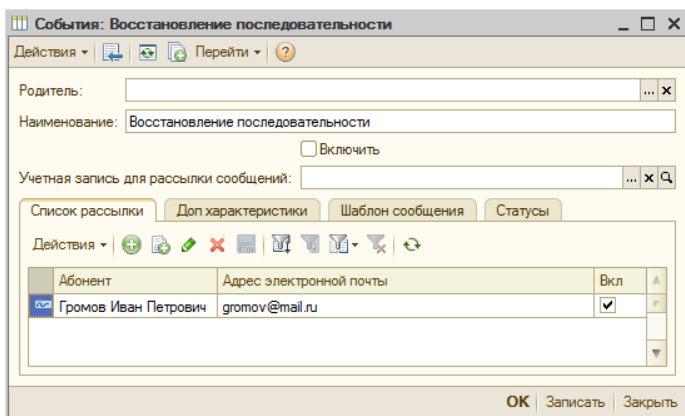 События: Восстановление последовательности
Действия Перейти
Родитель:
Наименование: Восстановление последовательности
Включить
Учетная запись для рассылки сообщений:
Список рассылки Доп характеристики Шаблон сообщения Статусы
Действия
Абонент Адрес электронной почты Вкл
Громов Иван Петрович gromov@mail.ru
OK Записать Закрыть